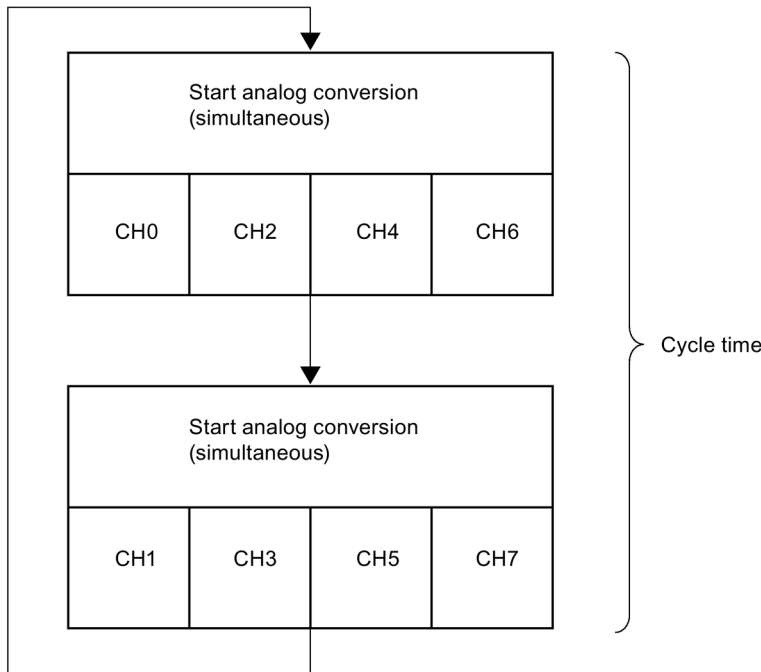 Start analog conversion
(simultaneous)
CH0 CH2 CH4 CH6
Cycle time
Start analog conversion
(simultaneous)
CH1 CH3 CH5 CH7